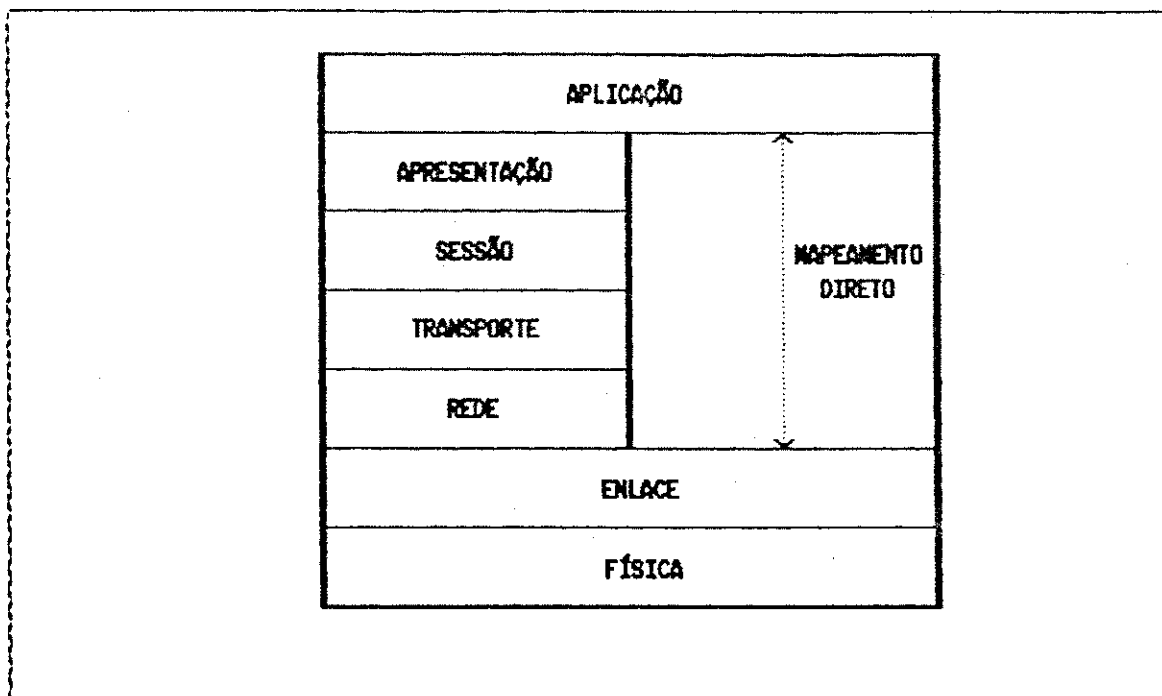 APLICAÇÃO
APRESENTAÇÃO
SESSÃO
TRANSPORTE
REDE
MAPEAMENTO
DIRETO
ENLACE
FÍSICA